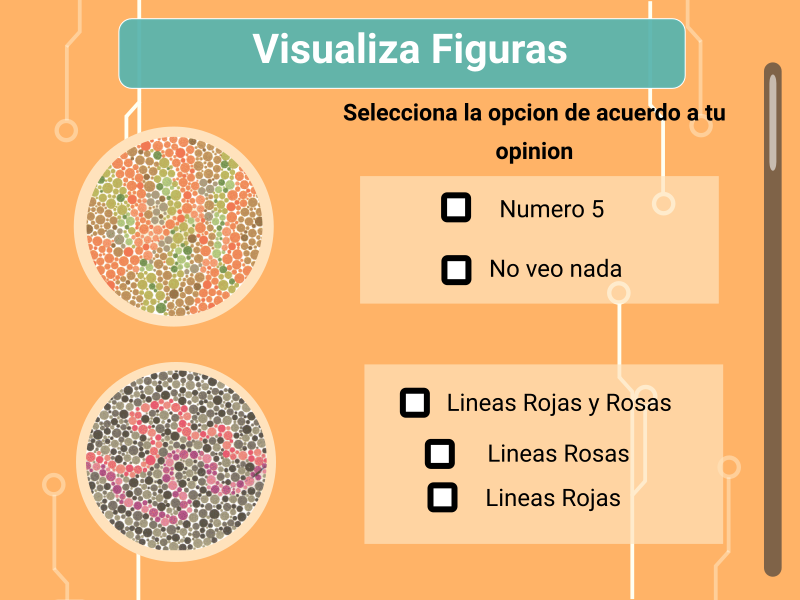 Visualiza Figuras
Selecciona la opcion de acuerdo a tu
opinion
Numero 5
No veo nada
Lineas Rojas y Rosas
Lineas Rosas
Lineas Rojas